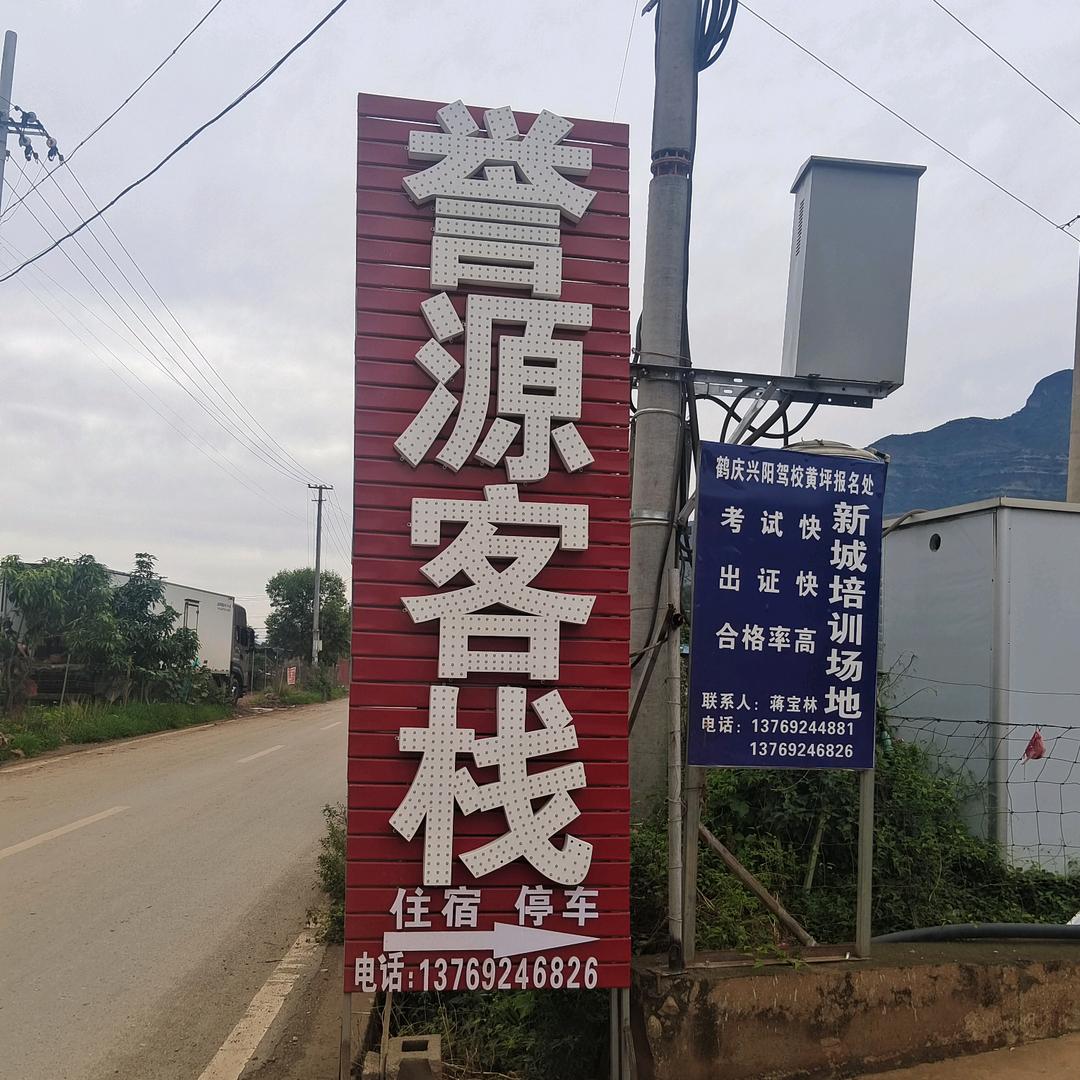 誉源客栈
住宿 停车
电话:13769246826
鹤庆兴阳驾校黄坪报名处
新城培训场地
考试快
出证快
合格率高
联系人：蒋宝林
电话：13769244881
13769246826